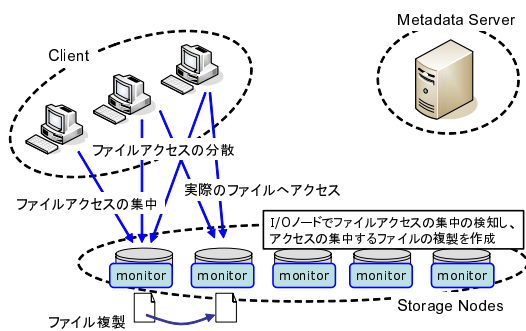 Metadata Server
Client
ファイルアクセスの分散
実際のファイルへアクセス
ファイルアクセスの集中
I/Oノードでファイルアクセスの集中の検知し、
アクセスの集中するファイルの複製を作成
monitor
monitor
monitor
monitor
monitor
Storage Nodes
ファイル複製